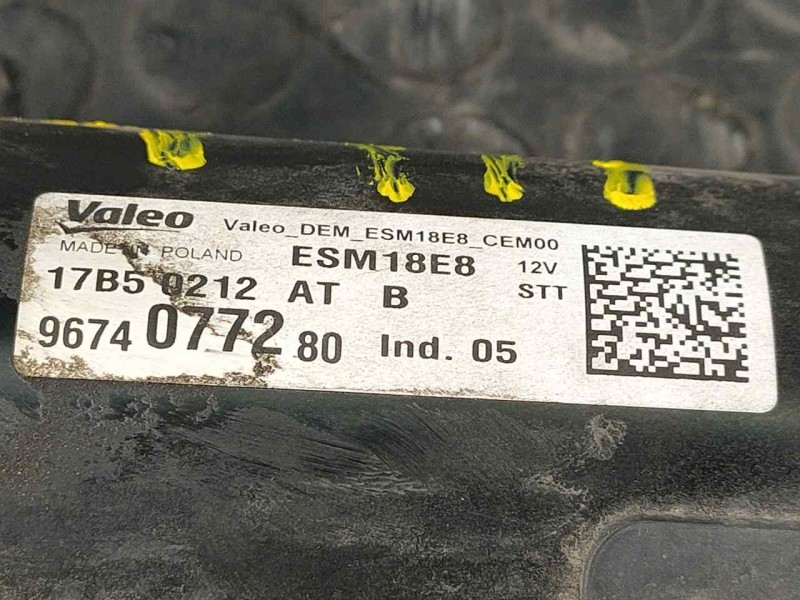 Valeo Valeo_DEM_ESM18E8_CEM00
MADE IN POLAND ESM18E8 12V
17B5 0212 AT B STT
9674 0772 80 Ind. 05